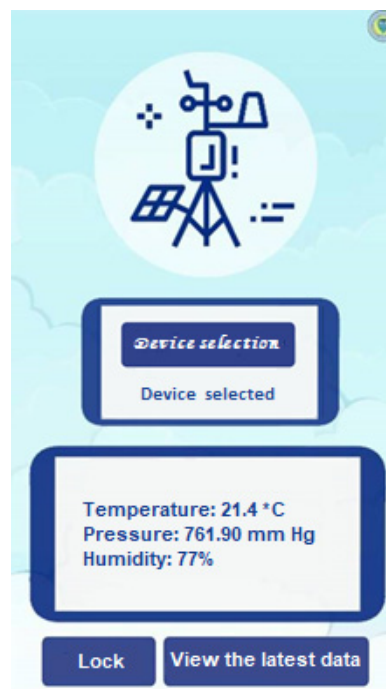 Device selection
Device selected
Temperature: 21.4 *C
Pressure: 761.90 mm Hg
Humidity: 77%
Lock
View the latest data